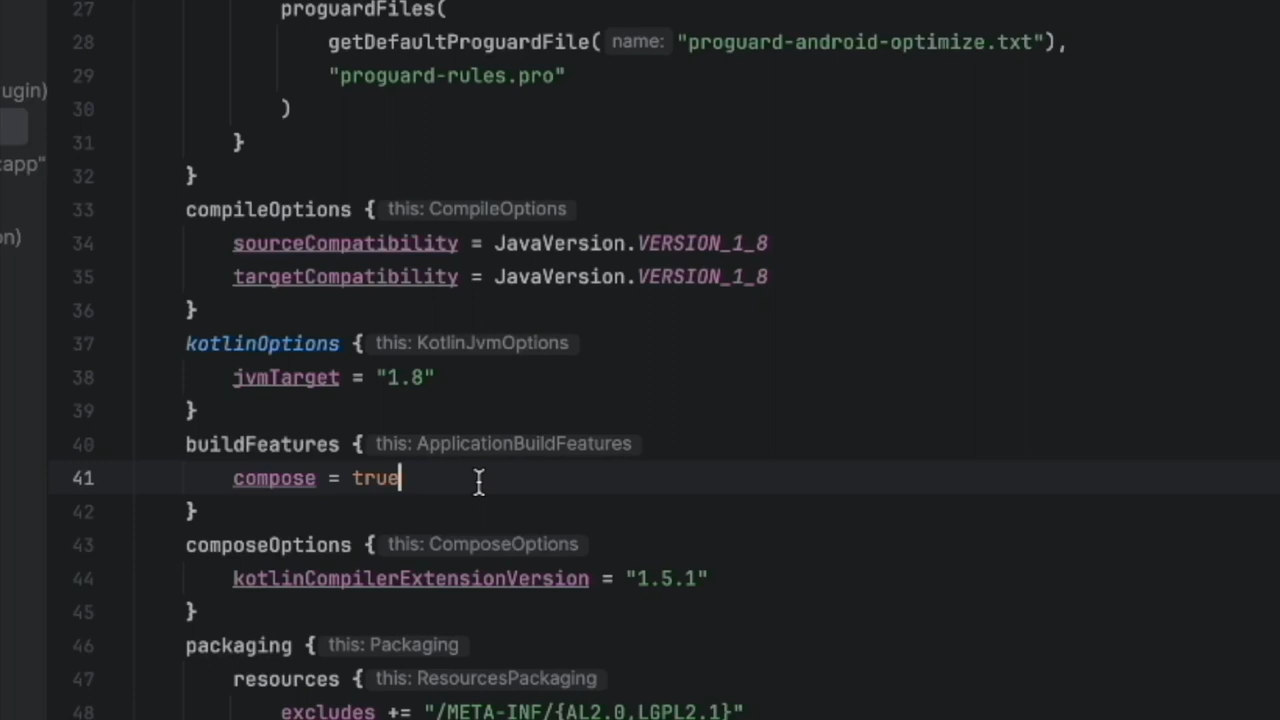 27 proguardFiles(
28 getDefaultProguardFile( name: "proguard-android-optimize.txt"),
29 "proguard-rules.pro"
ugin)
30 )
31 }
:app"
32 }
33 compileOptions { this: CompileOptions
on)
34 sourceCompatibility = JavaVersion.VERSION_1_8
35 targetCompatibility = JavaVersion.VERSION_1_8
36 }
37 kotlinOptions { this: KotlinJvmOptions
38 jvmTarget = "1.8"
39 }
40 buildFeatures { this: ApplicationBuildFeatures
41 compose = true
42 }
43 composeOptions { this: ComposeOptions
44 kotlinCompilerExtensionVersion = "1.5.1"
45 }
46 packaging { this: Packaging
47 resources { this: ResourcesPackaging
48 excludes += "/META-INF/{AL2.0,LGPL2.1}"